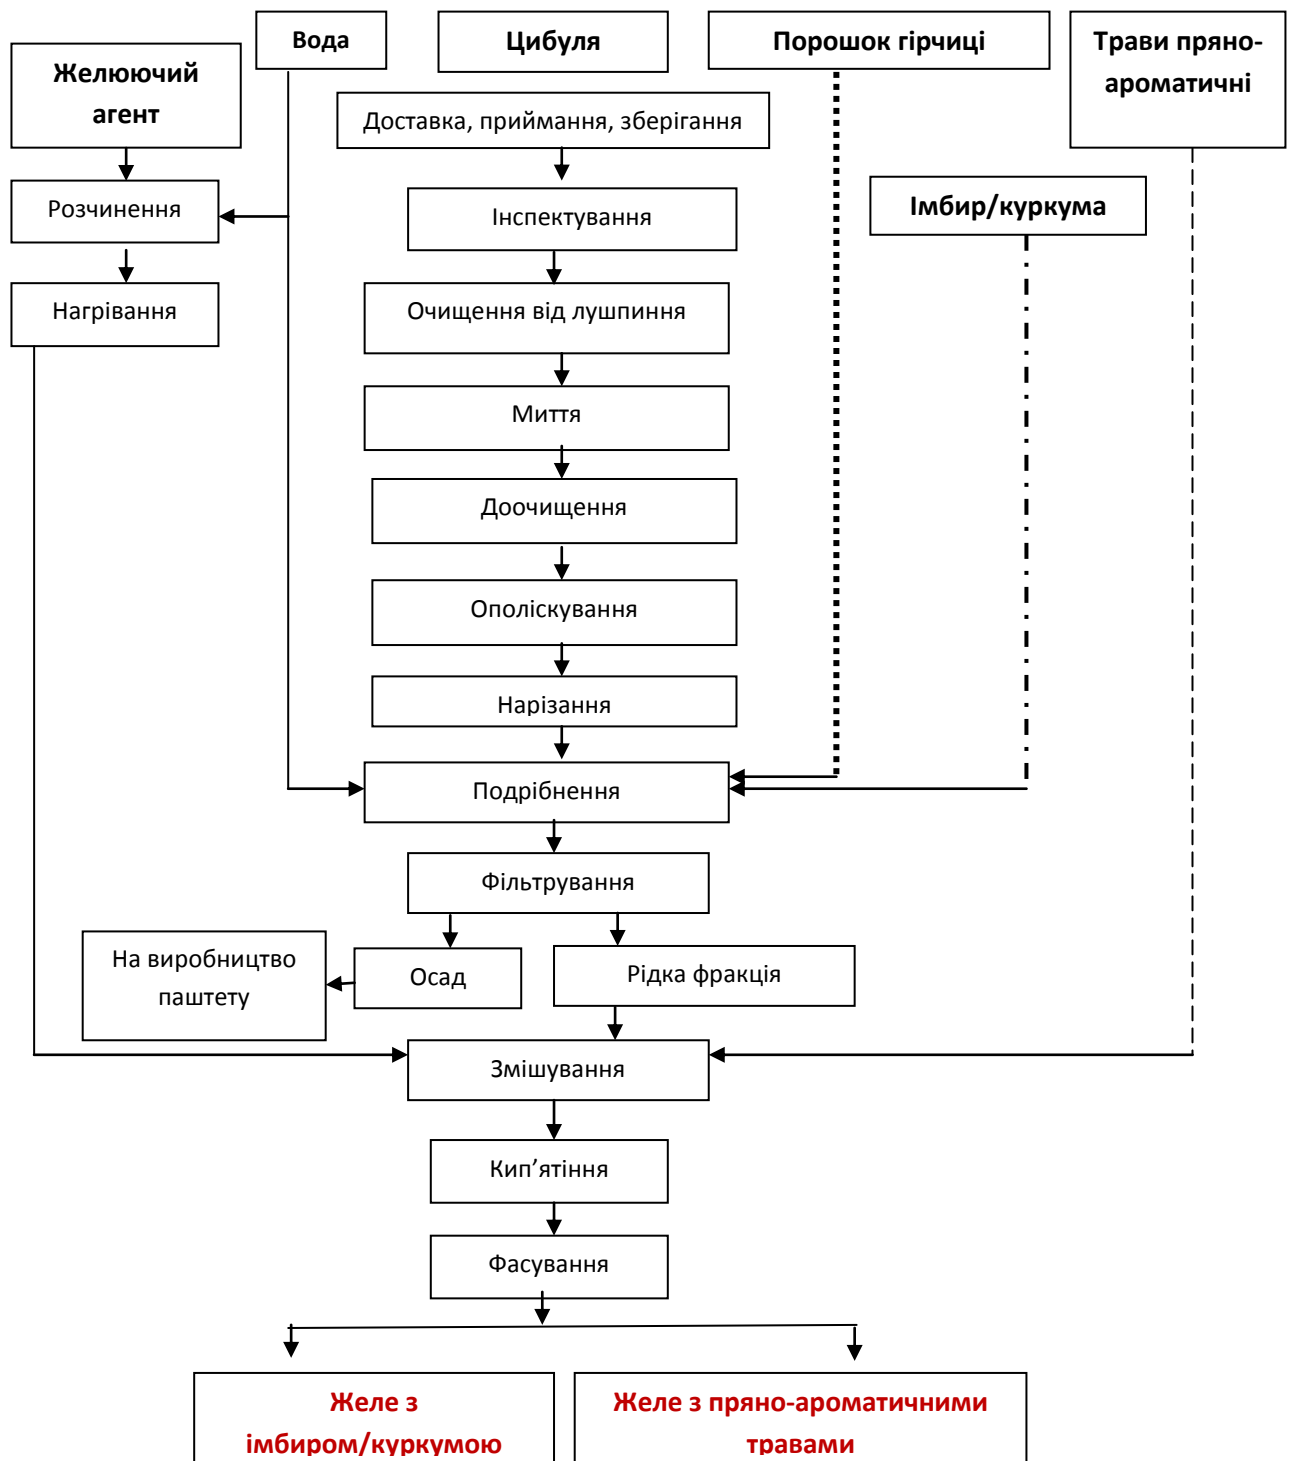 Желюючий
агент
Вода
Цибуля
Порошок гірчиці
Трави пряно-
ароматичні
Доставка, приймання, зберігання
Розчинення
Інспектування
Імбир/куркума
Нагрівання
Очищення від лушпиння
Миття
Доочищення
Ополіскування
Нарізання
Подрібнення
Фільтрування
На виробництво
паштету
Осад
Рідка фракція
Змішування
Кип’ятіння
Фасування
Желе з
імбиром/куркумою
Желе з пряно-ароматичними
травами